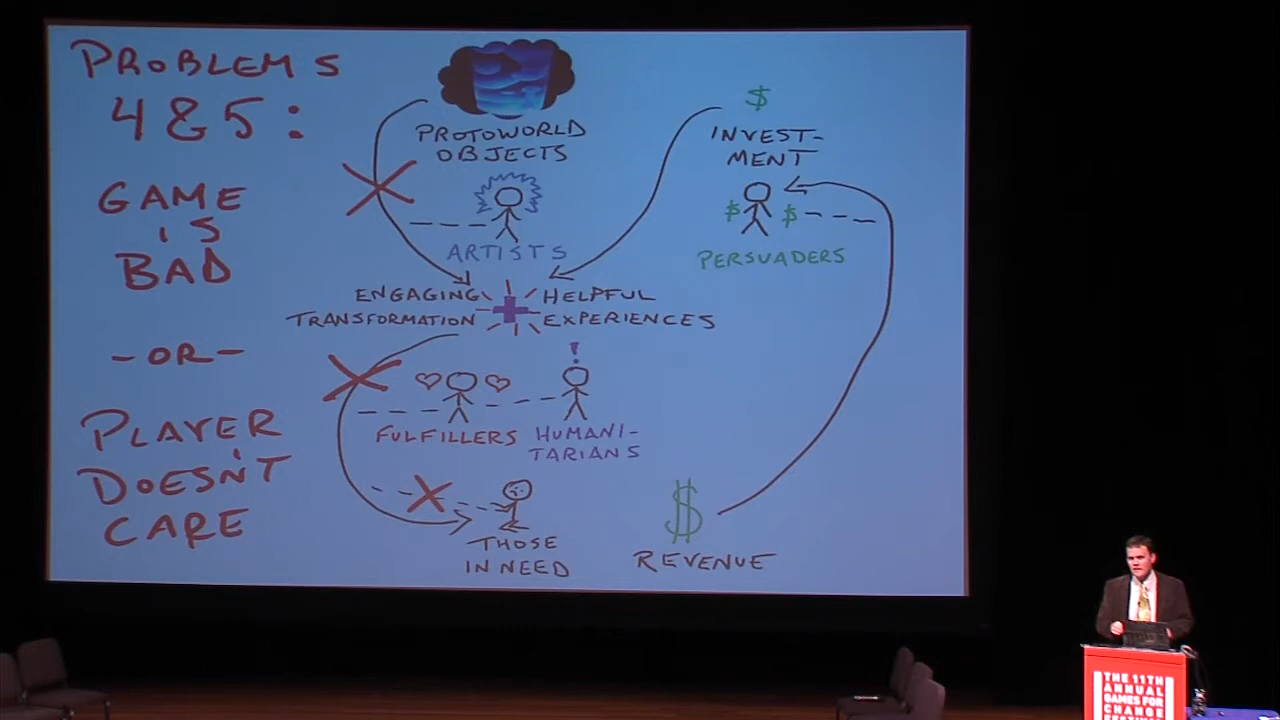 PROBLEMS
4 & 5:
GAME
IS
BAD
-OR-
PLAYER
DOESN'T
CARE
PROTOWORLD
OBJECTS
ARTISTS
$
INVEST-
MENT
$ $
PERSUADERS
ENGAGING
TRANSFORMATION
HELPFUL
EXPERIENCES
!
FULFILLERS
HUMANI-
TARIANS
THOSE
IN NEED
$
REVENUE
THE 11TH
ANNUAL
GAMES FOR
CHANGE